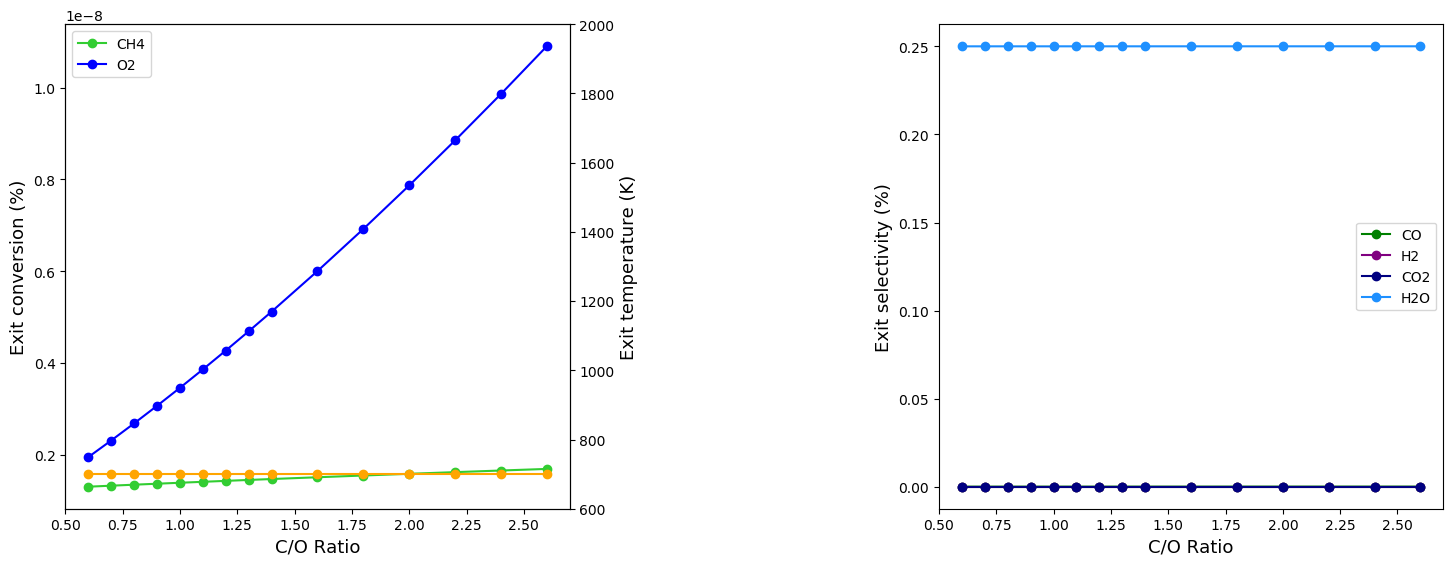 1e−8
CH4
O2
1.0
0.8
0.6
0.4
0.2
Exit conversion (%)
2000
1800
1600
1400
1200
1000
800
600
Exit temperature (K)
0.50 0.75 1.00 1.25 1.50 1.75 2.00 2.25 2.50
C/O Ratio
0.25
0.20
0.15
0.10
0.05
0.00
Exit selectivity (%)
CO
H2
CO2
H2O
0.50 0.75 1.00 1.25 1.50 1.75 2.00 2.25 2.50
C/O Ratio